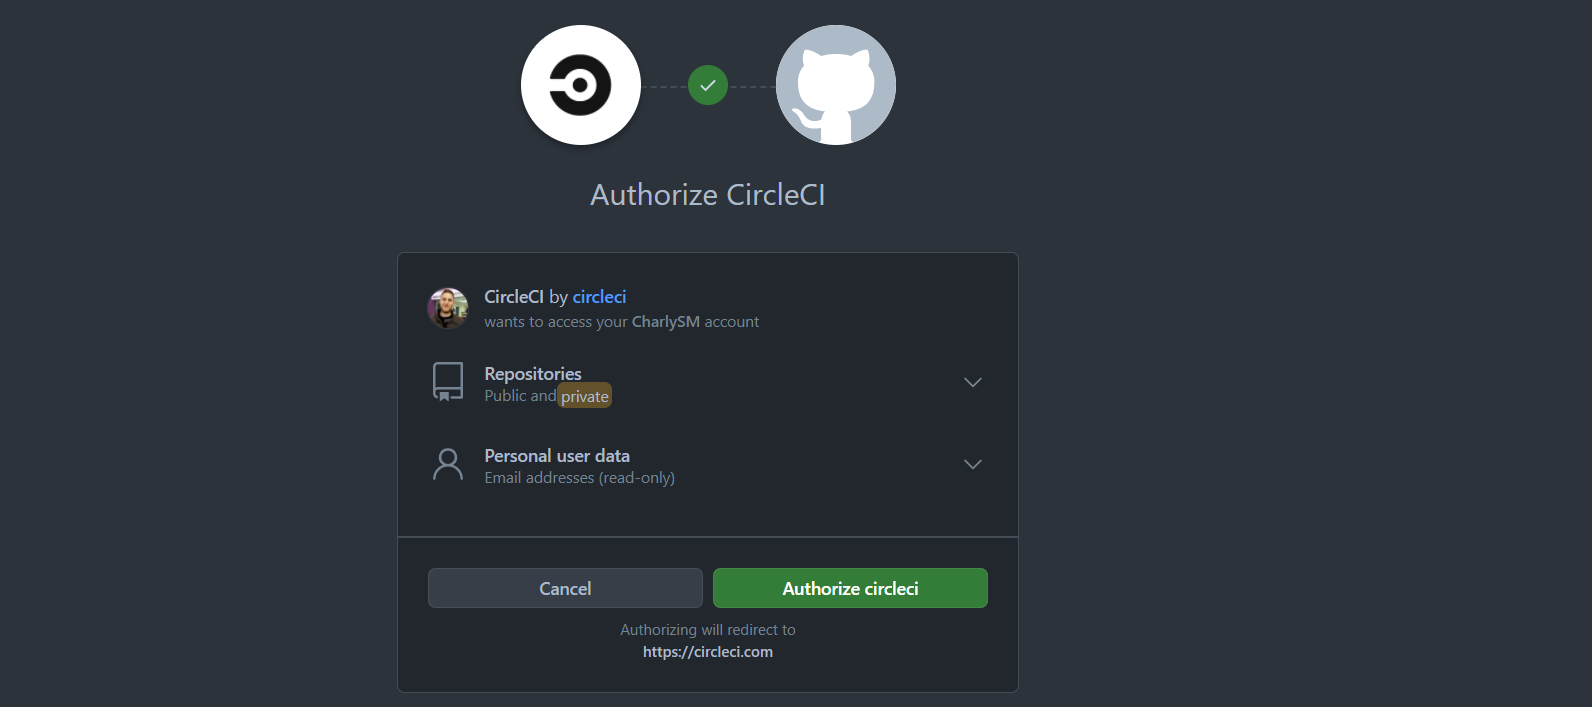 Authorize CircleCI
CircleCI by circleci
wants to access your CharlySM account
Repositories
Public and private
Personal user data
Email addresses (read-only)
Cancel
Authorize circleci
Authorizing will redirect to
https://circleci.com